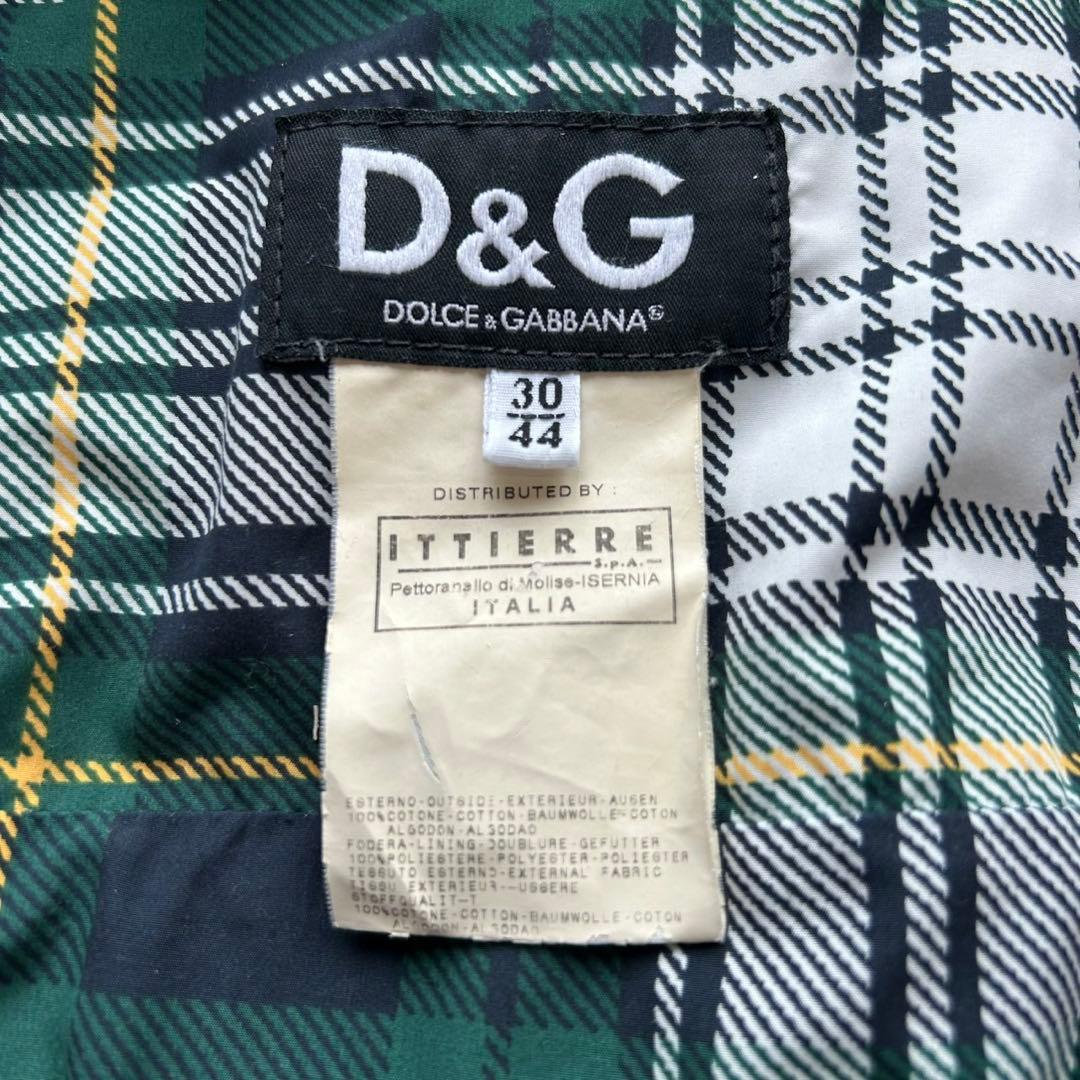 D&G
DOLCE & GABBANA®
30
44
DISTRIBUTED BY :
ITTIERRE
S.p.A.
Pettoranello di Molise-ISERNIA
ITALIA
ESTERNO-OUTSIDE-EXTERIEUR-AUSEN
100%COTONE-COTTON-BAUMWOLLE-COTON
ALGODON-ALGODAO
FODERA-LINING-DOUBLURE-GEFUTTER
100%POLIESTERE-POLYESTER-POLIESTER
TESSUTO ESTERNO-EXTERNAL FABRIC
TISSU EXTERIEUR--USSERE
STOFFQUALIT-T
100%COTONE-COTTON-BAUMWOLLE-COTON
ALGODON-ALGODAO